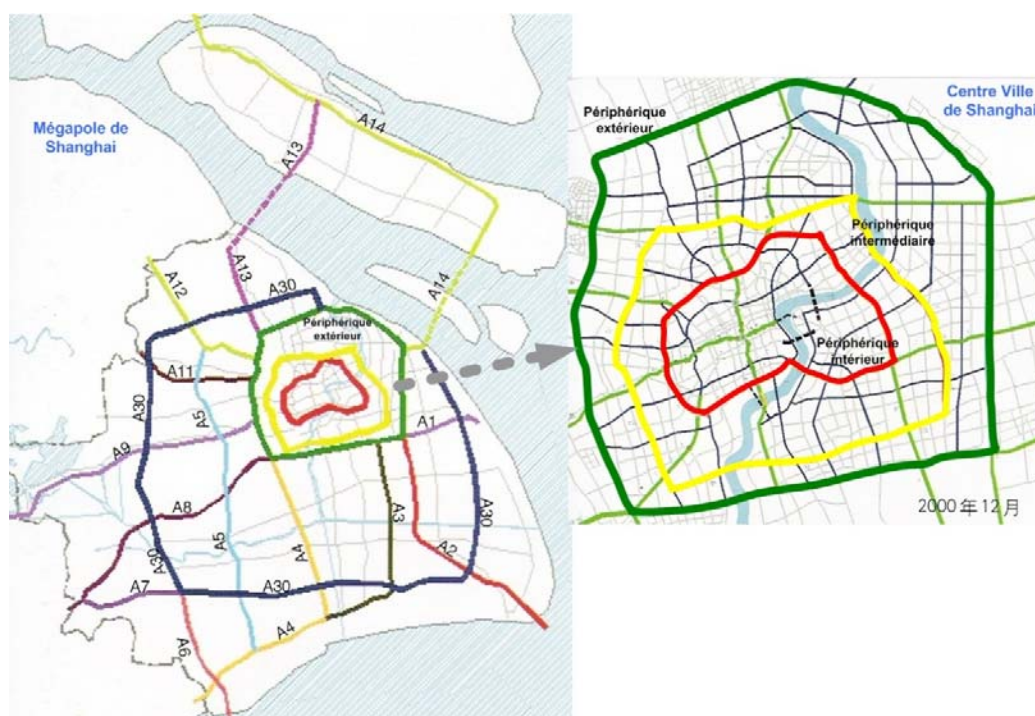 Mégapole de
Shanghai
A14
A13
A13
A14
A12
A30
Périphérique
extérieur
A11
A30
A5
A9
A1
A8
A3
A30
A5
A4
A2
A30
A7
A30
A4
A6
Centre Ville
de Shanghai
Périphérique
extérieur
Périphérique
intermédiaire
Périphérique
intérieur
2000年12月